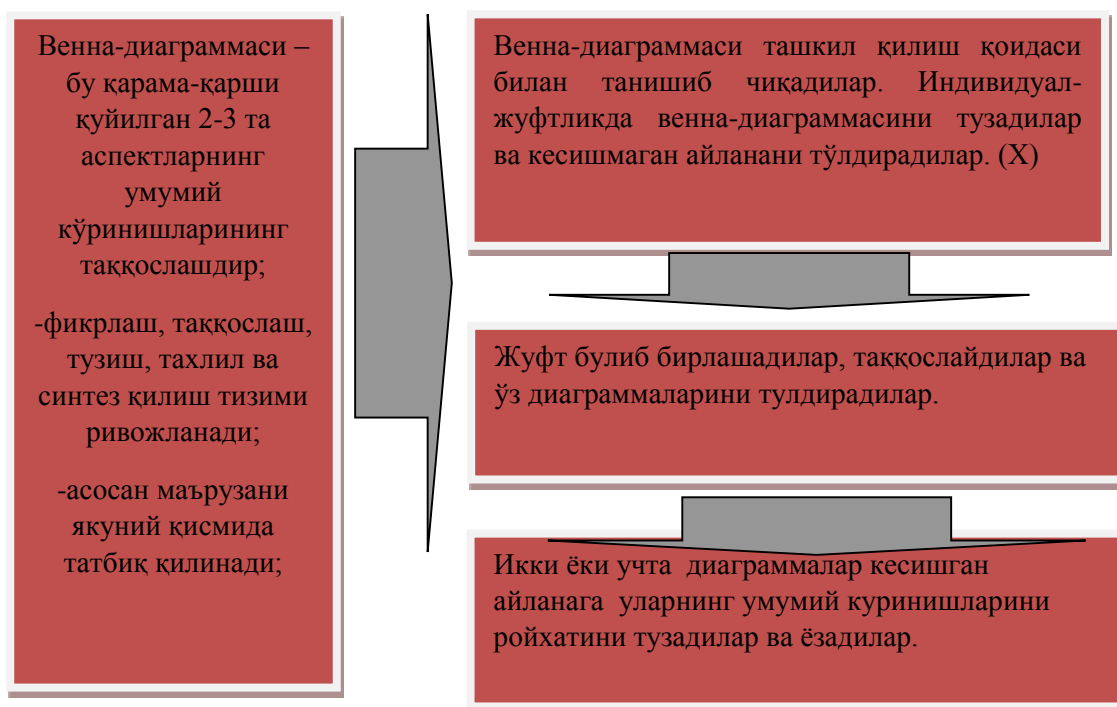 Венна-диаграммаси –
бу қарама-қарши
қуйилган 2-3 та
аспектларнинг
умумий
кўринишларининг
таққослашдир;
-фикрлаш, таққослаш,
тузиш, тахлил ва
синтез қилиш тизими
ривожланади;
-асосан маърузани
якуний қисмида
татбиқ қилинади;
Венна-диаграммаси ташкил қилиш қоидаси
билан танишиб чиқадилар. Индивидуал-
жуфтликда венна-диаграммасини тузадилар
ва кесишмаган айланани тўлдирадилар. (Х)
Жуфт булиб бирлашадилар, таққослайдилар ва
ўз диаграммаларини тулдирадилар.
Икки ёки учта диаграммалар кесишган
айланага уларнинг умумий куринишларини
ройхатини тузадилар ва ёзадилар.